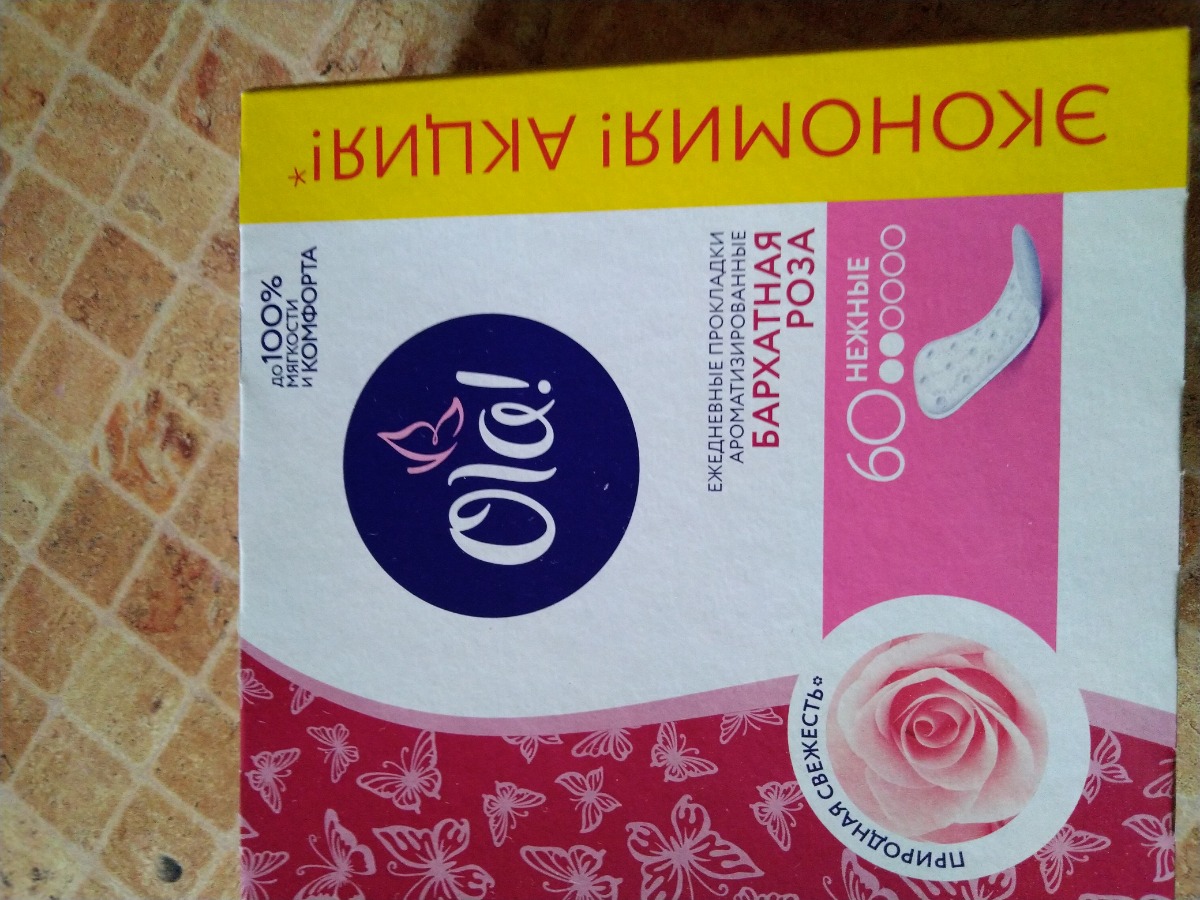 ЭКОНОМИЯ! АКЦИЯ!*
до 100%
МЯГКОСТИ
И КОМФОРТА
Ola!
ЕЖЕДНЕВНЫЕ ПРОКЛАДКИ
АРОМАТИЗИРОВАННЫЕ
БАРХАТНАЯ
РОЗА
60 НЕЖНЫЕ
ПРИРОДНАЯ СВЕЖЕСТЬ